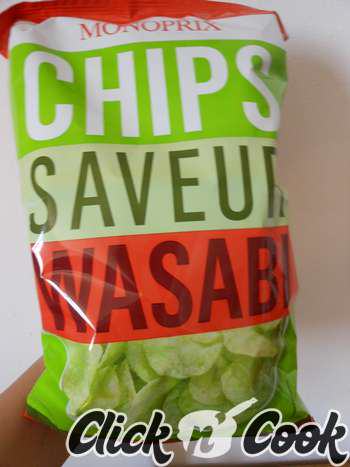 MONOPRIX
CHIPS
SAVEUR
WASABI
Click n Cook